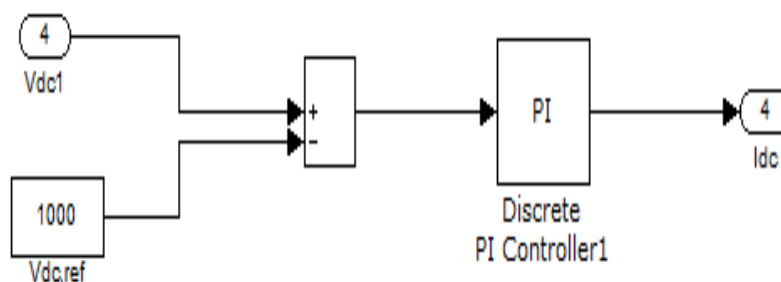 4
Vdc1
+
−
PI
4
Idc
1000
Vdc.ref
Discrete
PI Controller1